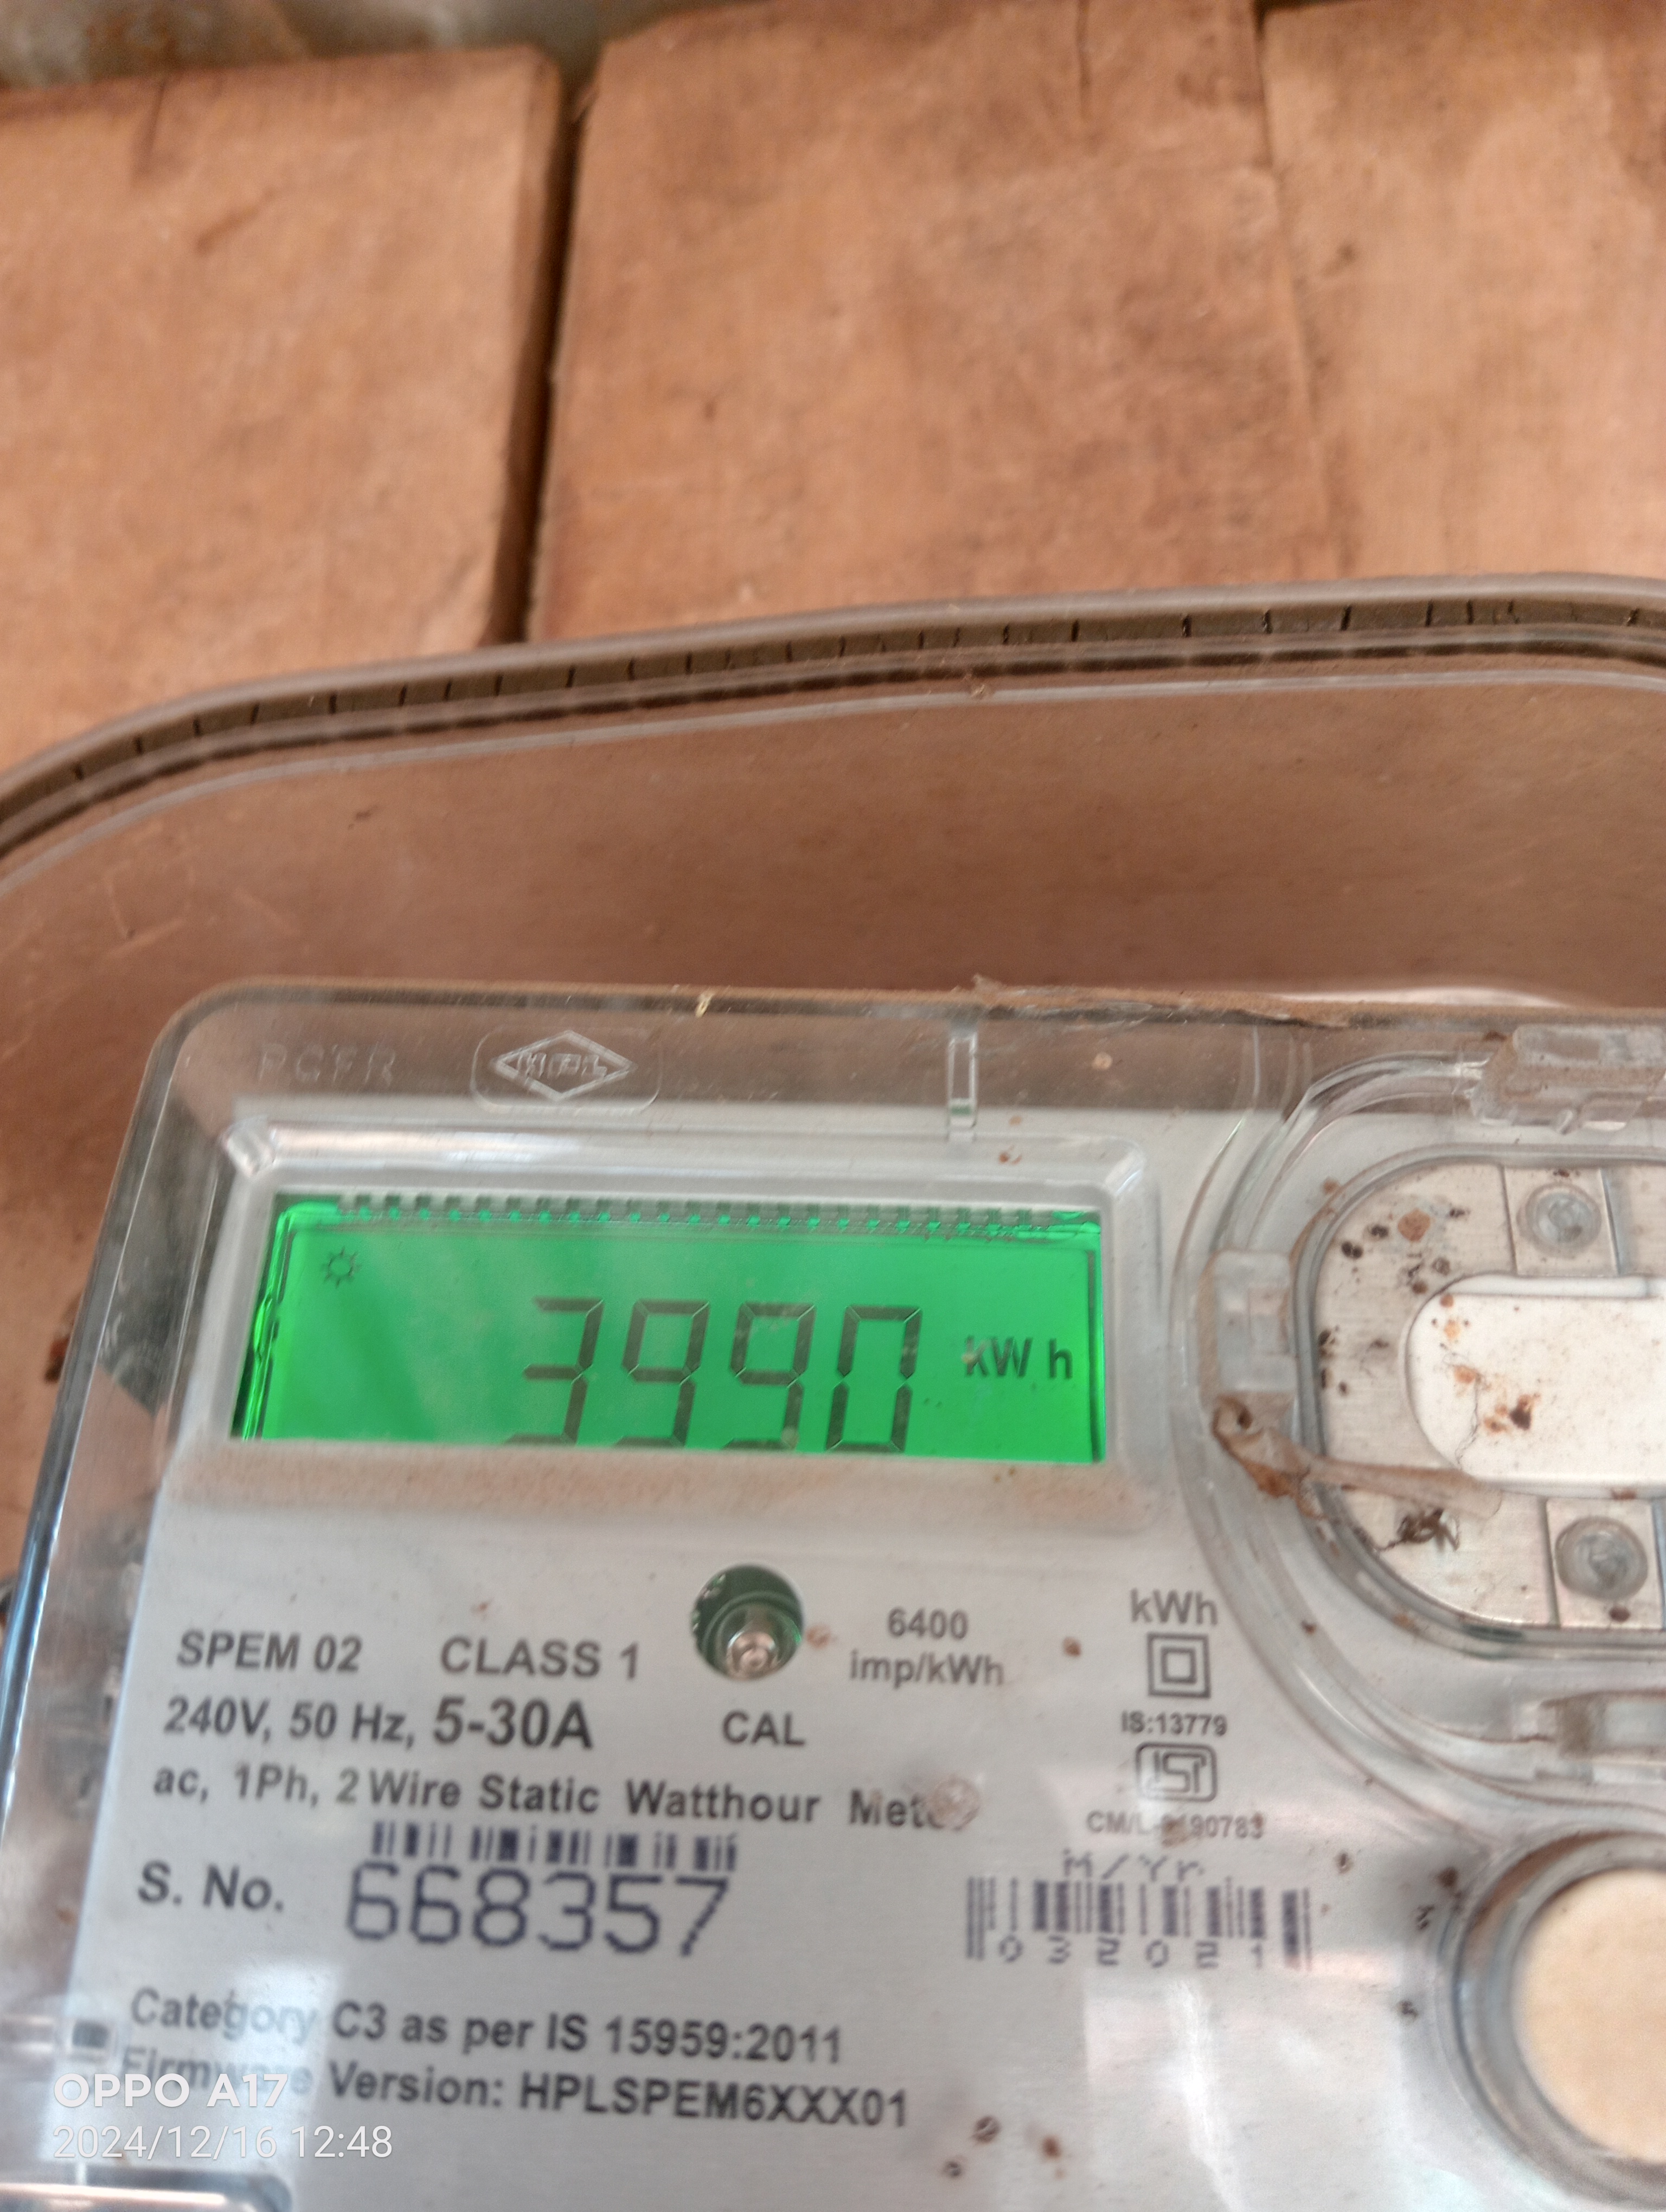 HPL
3990 kW h
SPEM 02 CLASS 1
240V, 50 Hz, 5-30A
ac, 1Ph, 2 Wire Static Watthour
CAL
6400
imp/kWh
kWh
IS:13779
ISI
S. No. 668357
M/Yr
032021
Category C3 as per IS 15959:2011
Firmware Version: HPLSPEM6XXX01
OPPO A17
2024/12/16 12:48